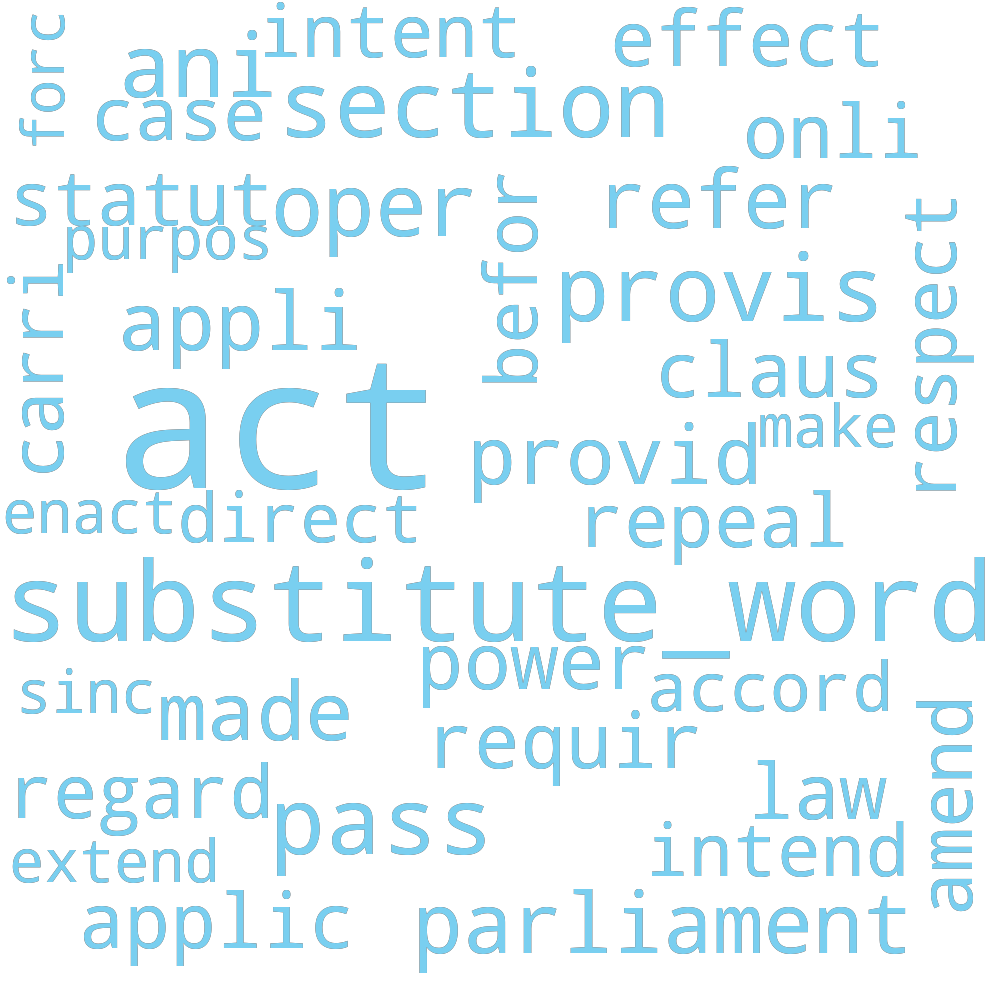 forc
intent
effect
ani
case
section
onli
statut
oper
refer
purpos
befor
respect
carri
provis
appli
claus
act
make
provid
enact
direct
repeal
substitute_word
power
sinc
made
accord
requir
amend
regard
pass
law
extend
intend
applic
parliament